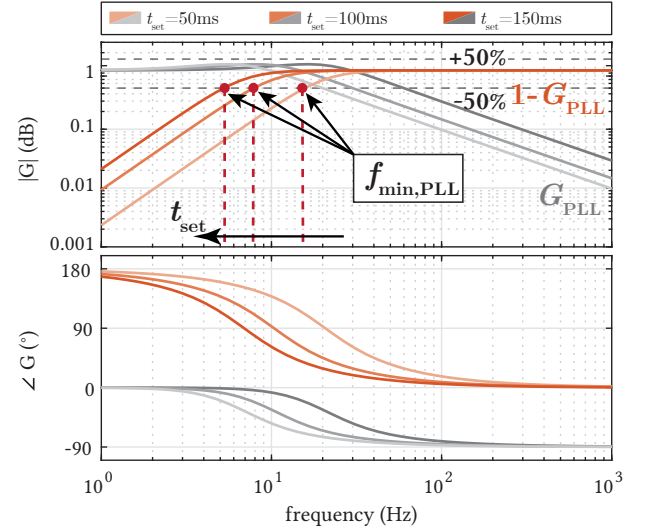 t_set=50ms t_set=100ms t_set=150ms
+50%
1
-50% 1-G_PLL
0.1
|G| (dB)
f_min,PLL
0.01
G_PLL
t_set
0.001
180
90
∠ G (°)
0
-90
10^0 10^1 10^2 10^3
frequency (Hz)